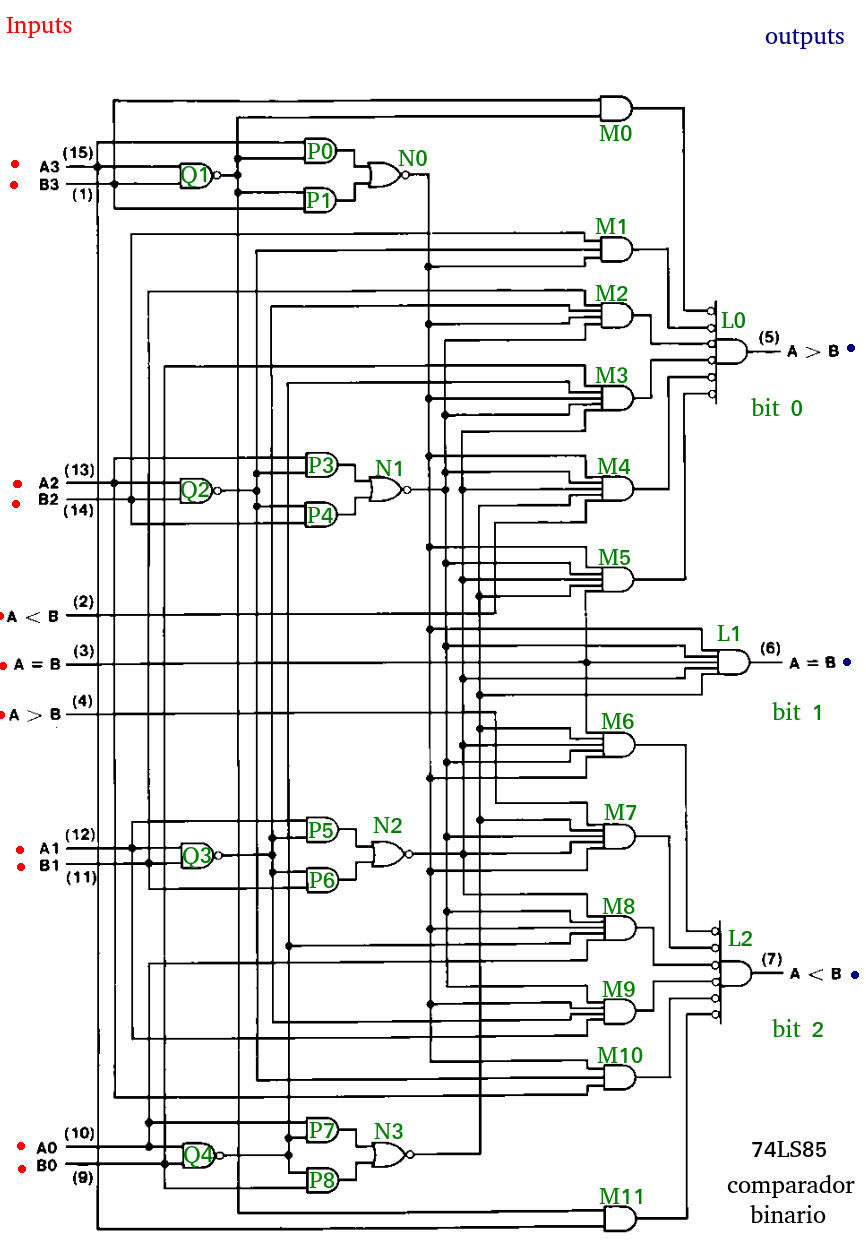 Inputs
outputs
M0
(15)
A3
B3
(1)
Q1
P0
P1
N0
M1
M2
L0
(5)
A > B
bit 0
M3
(13)
A2
B2
(14)
Q2
P3
P4
N1
M4
M5
A < B (2)
A = B (3)
A > B (4)
L1
(6)
A = B
bit 1
M6
M7
(12)
A1
B1
(11)
Q3
P5
P6
N2
M8
L2
(7)
A < B
bit 2
M9
M10
(10)
A0
B0
(9)
Q4
P7
P8
N3
M11
74LS85
comparador
binario